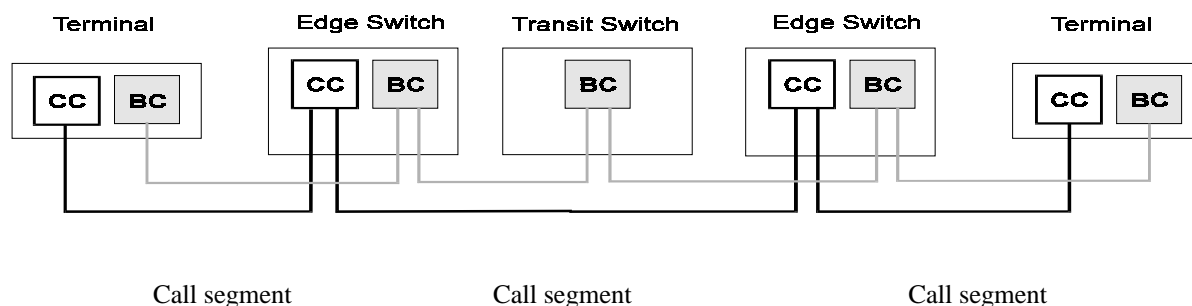 Terminal Edge Switch Transit Switch Edge Switch Terminal
CC BC CC BC BC CC BC CC BC
Call segment Call segment Call segment